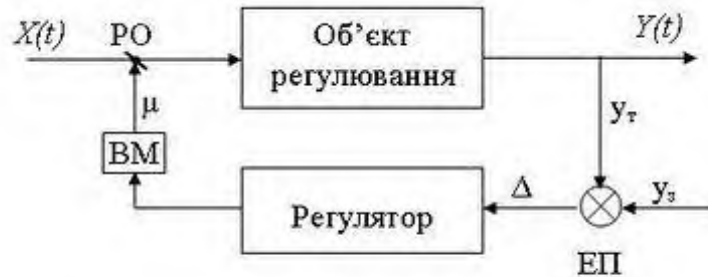 X(t)
РО
Об’єкт
регулювання
Y(t)
μ
yт
ВМ
Регулятор
Δ
yз
ЕП